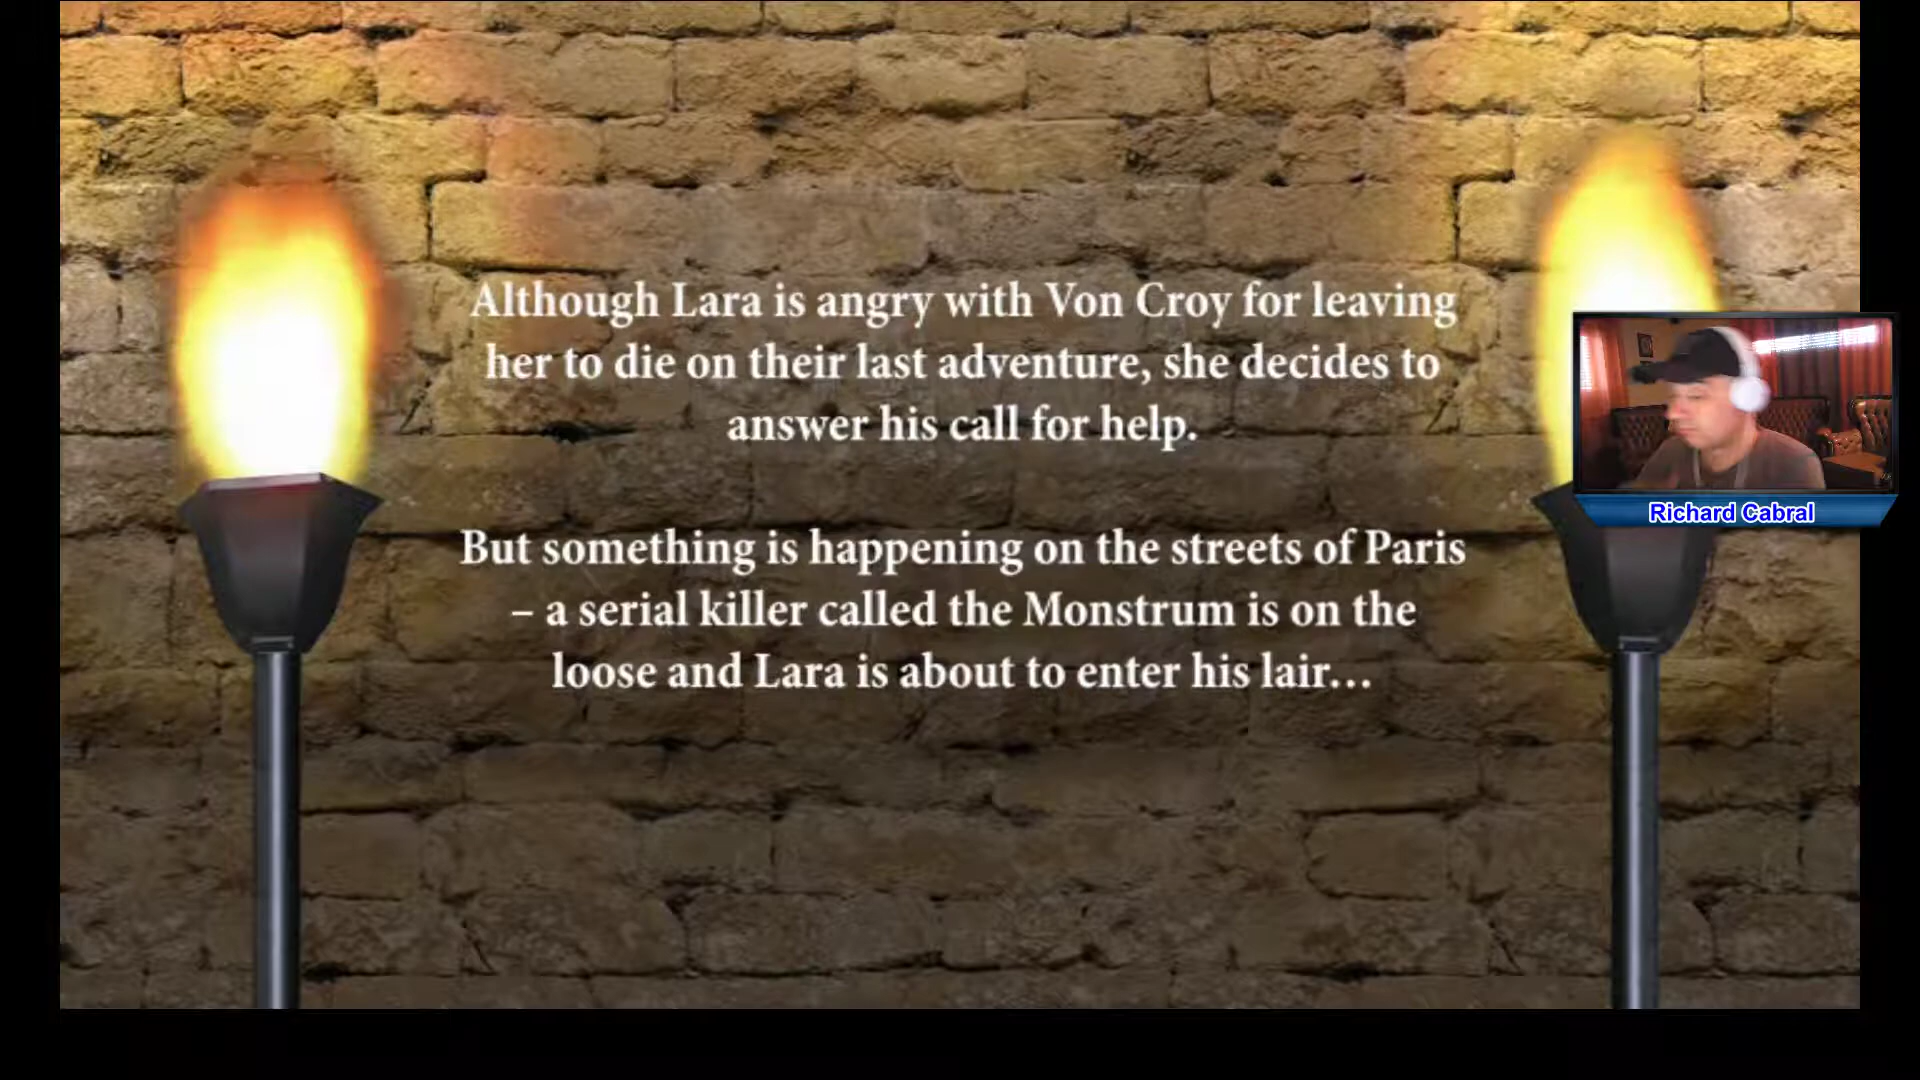 Although Lara is angry with Von Croy for leaving
her to die on their last adventure, she decides to
answer his call for help.
But something is happening on the streets of Paris
– a serial killer called the Monstrum is on the
loose and Lara is about to enter his lair…
Richard Cabral